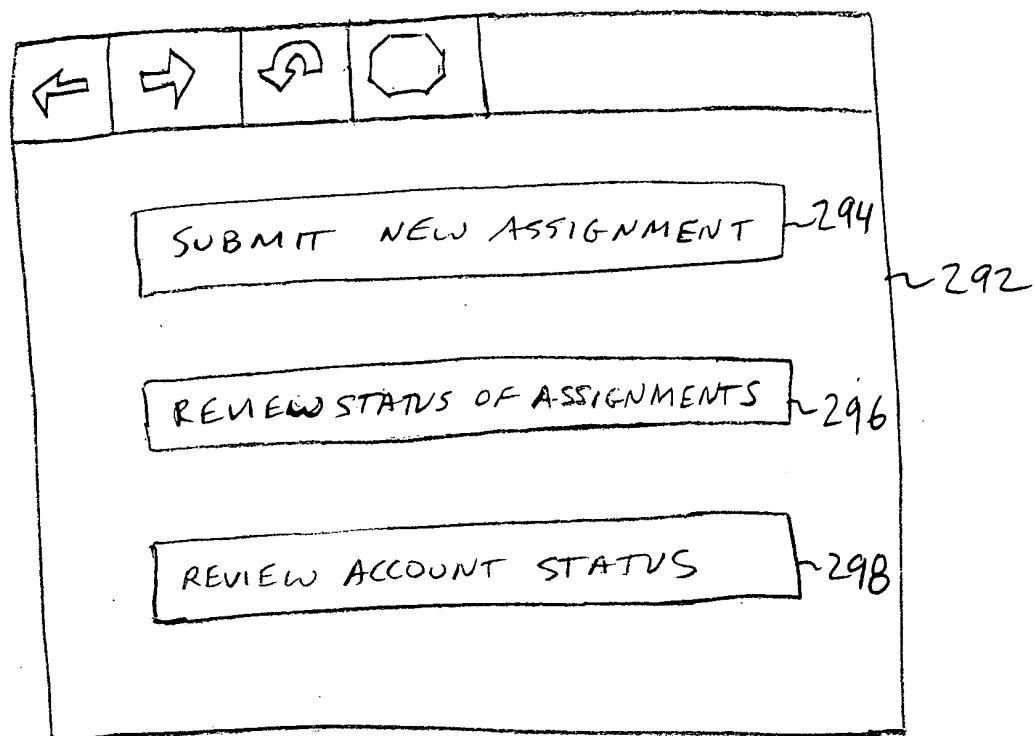 SUBMIT NEW ASSIGNMENT 294
292
REVIEW STATUS OF ASSIGNMENTS 296
REVIEW ACCOUNT STATUS 298